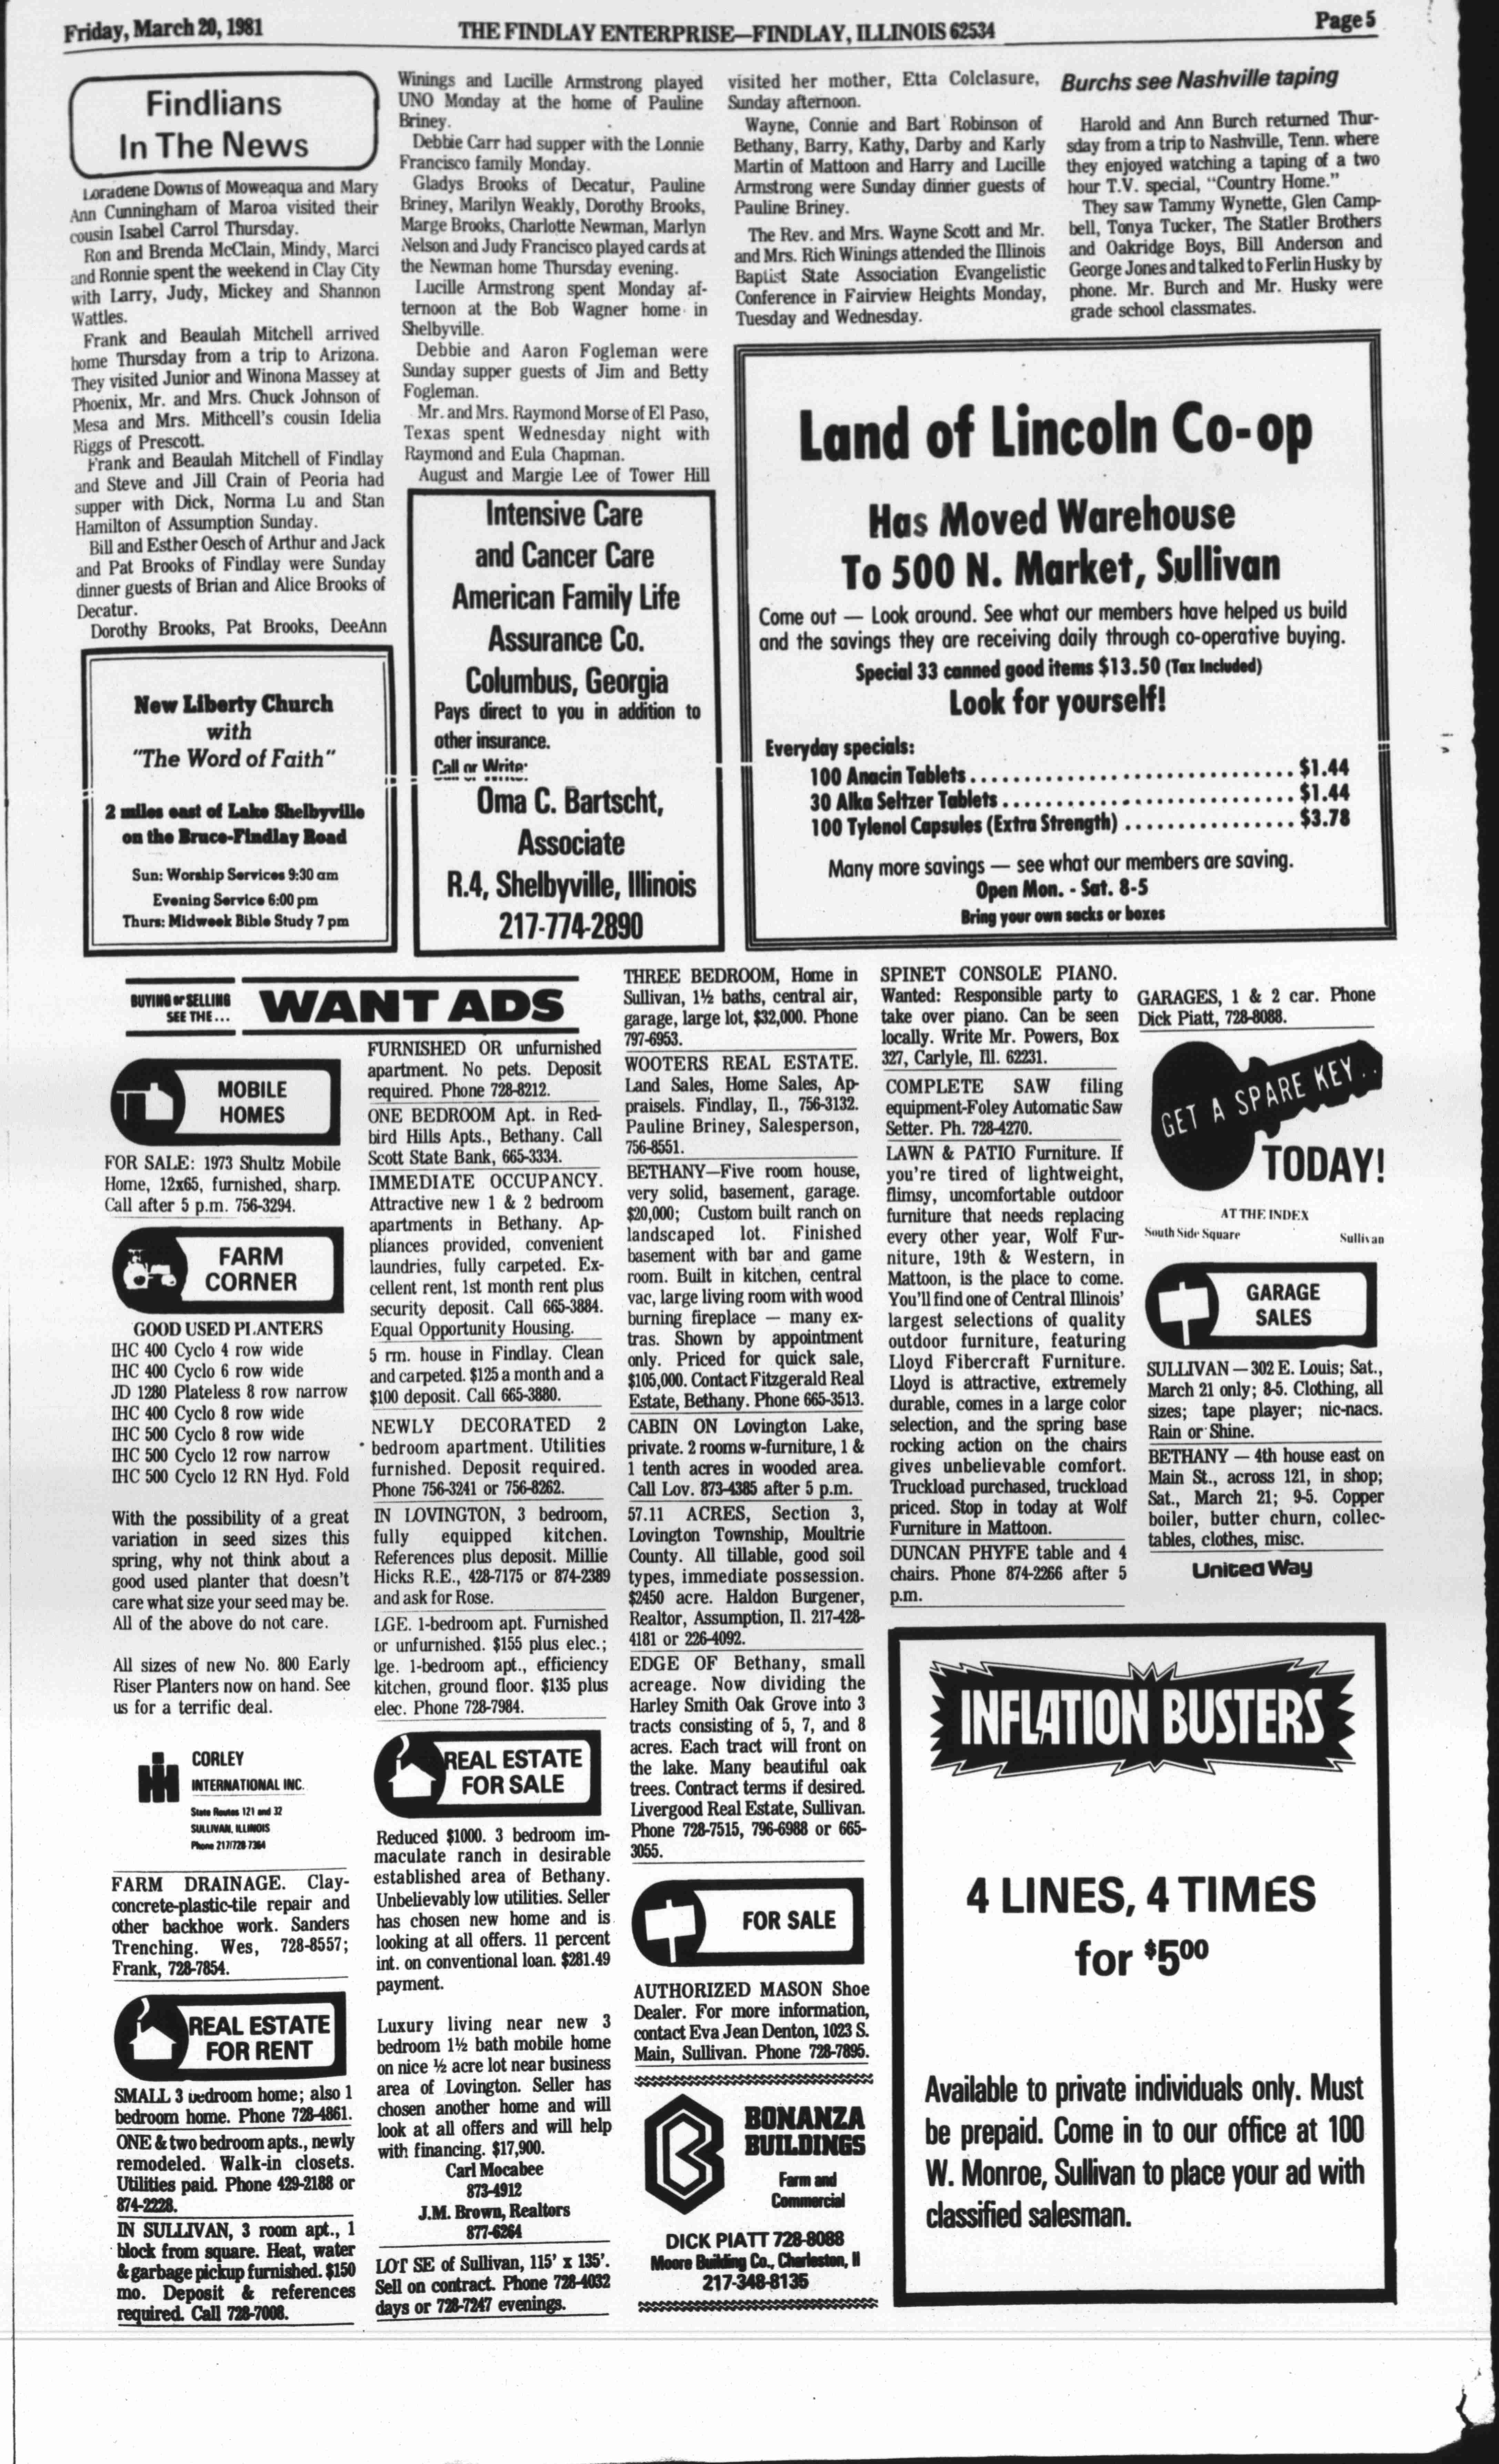 Friday, March 20, 1981
THE FINDLAY ENTERPRISE—FINDLAY, ILLINOIS 62534
Page 5
Findlians
In The News
Loradene Downs of Moweaqua and Mary
Ann Cunningham of Maroa visited their
cousin Isabel Carrol Thursday.
Ron and Brenda McClain, Mindy, Marci
and Ronnie spent the weekend in Clay City
with Larry, Judy, Mickey and Shannon
Wattles.
Frank and Beaulah Mitchell arrived
home Thursday from a trip to Arizona.
They visited Junior and Winona Massey at
Phoenix, Mr. and Mrs. Chuck Johnson of
Mesa and Mrs. Mithcell's cousin Idelia
Riggs of Prescott.
Frank and Beaulah Mitchell of Findlay
and Steve and Jill Crain of Peoria had
supper with Dick, Norma Lu and Stan
Hamilton of Assumption Sunday.
Bill and Esther Oesch of Arthur and Jack
and Pat Brooks of Findlay were Sunday
dinner guests of Brian and Alice Brooks of
Decatur.
Dorothy Brooks, Pat Brooks, DeeAnn
Winings and Lucille Armstrong played
UNO Monday at the home of Pauline
Briney.
Debbie Carr had supper with the Lonnie
Francisco family Monday.
Gladys Brooks of Decatur, Pauline
Briney, Marilyn Weakly, Dorothy Brooks,
Marge Brooks, Charlotte Newman, Marlyn
Nelson and Judy Francisco played cards at
the Newman home Thursday evening.
Lucille Armstrong spent Monday af-
ternoon at the Bob Wagner home in
Shelbyville.
Debbie and Aaron Fogleman were
Sunday supper guests of Jim and Betty
Fogleman.
Mr. and Mrs. Raymond Morse of El Paso,
Texas spent Wednesday night with
Raymond and Eula Chapman.
August and Margie Lee of Tower Hill
visited her mother, Etta Colclasure,
Sunday afternoon.
Wayne, Connie and Bart Robinson of
Bethany, Barry, Kathy, Darby and Karly
Martin of Mattoon and Harry and Lucille
Armstrong were Sunday dinner guests of
Pauline Briney.
The Rev. and Mrs. Wayne Scott and Mr.
and Mrs. Rich Winings attended the Illinois
Baptist State Association Evangelistic
Conference in Fairview Heights Monday,
Tuesday and Wednesday.
Burchs see Nashville taping
Harold and Ann Burch returned Thur-
sday from a trip to Nashville, Tenn. where
they enjoyed watching a taping of a two
hour T.V. special, "Country Home."
They saw Tammy Wynette, Glen Camp-
bell, Tonya Tucker, The Statler Brothers
and Oakridge Boys, Bill Anderson and
George Jones and talked to Ferlin Husky by
phone. Mr. Burch and Mr. Husky were
grade school classmates.
New Liberty Church
with
"The Word of Faith"
2 miles east of Lake Shelbyville
on the Bruce-Findlay Road
Sun: Worship Services 9:30 am
Evening Service 6:00 pm
Thurs: Midweek Bible Study 7 pm
Intensive Care
and Cancer Care
American Family Life
Assurance Co.
Columbus, Georgia
Pays direct to you in addition to
other insurance.
Call or Write:
Oma C. Bartscht,
Associate
R.4, Shelbyville, Illinois
217-774-2890
Land of Lincoln Co-op
Has Moved Warehouse
To 500 N. Market, Sullivan
Come out — Look around. See what our members have helped us build
and the savings they are receiving daily through co-operative buying.
Special 33 canned good items $13.50 (Tax Included)
Look for yourself!
Everyday specials:
100 Anacin Tablets . . . . . . . . . . $1.44
30 Alka Seltzer Tablets . . . . . . . . . . $1.44
100 Tylenol Capsules (Extra Strength) . . . . . . . . . . $3.78
Many more savings — see what our members are saving.
Open Mon. - Sat. 8-5
Bring your own sacks or boxes
BUYING or SELLING
SEE THE...
WANT ADS
MOBILE
HOMES
FOR SALE: 1973 Shultz Mobile
Home, 12x65, furnished, sharp.
Call after 5 p.m. 756-3294.
FARM
CORNER
GOOD USED PLANTERS
IHC 400 Cyclo 4 row wide
IHC 400 Cyclo 6 row wide
JD 1280 Plateless 8 row narrow
IHC 400 Cyclo 8 row wide
IHC 500 Cyclo 8 row wide
IHC 500 Cyclo 12 row narrow
IHC 500 Cyclo 12 RN Hyd. Fold
With the possibility of a great
variation in seed sizes this
spring, why not think about a
good used planter that doesn't
care what size your seed may be.
All of the above do not care.
All sizes of new No. 800 Early
Riser Planters now on hand. See
us for a terrific deal.
CORLEY
INTERNATIONAL INC.
State Routes 121 and 32
SULLIVAN, ILLINOIS
Phone 217/728-7364
FARM DRAINAGE. Clay-
concrete-plastic-tile repair and
other backhoe work. Sanders
Trenching. Wes, 728-8557;
Frank, 728-7854.
REAL ESTATE
FOR RENT
SMALL 3 bedroom home; also 1
bedroom home. Phone 728-4861.
ONE & two bedroom apts., newly
remodeled. Walk-in closets.
Utilities paid. Phone 429-2188 or
874-2228.
IN SULLIVAN, 3 room apt., 1
block from square. Heat, water
& garbage pickup furnished. $150
mo. Deposit & references
required. Call 728-7008.
FURNISHED OR unfurnished
apartment. No pets. Deposit
required. Phone 728-8212.
ONE BEDROOM Apt. in Red-
bird Hills Apts., Bethany. Call
Scott State Bank, 665-3334.
IMMEDIATE OCCUPANCY.
Attractive new 1 & 2 bedroom
apartments in Bethany. Ap-
pliances provided, convenient
laundries, fully carpeted. Ex-
cellent rent, 1st month rent plus
security deposit. Call 665-3884.
Equal Opportunity Housing.
5 rm. house in Findlay. Clean
and carpeted. $125 a month and a
$100 deposit. Call 665-3880.
NEWLY DECORATED 2
bedroom apartment. Utilities
furnished. Deposit required.
Phone 756-3241 or 756-8262.
IN LOVINGTON, 3 bedroom,
fully equipped kitchen.
References plus deposit. Millie
Hicks R.E., 428-7175 or 874-2389
and ask for Rose.
LGE. 1-bedroom apt. Furnished
or unfurnished. $155 plus elec.;
lge. 1-bedroom apt., efficiency
kitchen, ground floor. $135 plus
elec. Phone 728-7984.
REAL ESTATE
FOR SALE
Reduced $1000. 3 bedroom im-
maculate ranch in desirable
established area of Bethany.
Unbelievably low utilities. Seller
has chosen new home and is
looking at all offers. 11 percent
int. on conventional loan. $281.49
payment.
Luxury living near new 3
bedroom 1½ bath mobile home
on nice ½ acre lot near business
area of Lovington. Seller has
chosen another home and will
look at all offers and will help
with financing. $17,900.
Carl Mocabee
873-4912
J.M. Brown, Realtors
877-6264
LOT SE of Sullivan, 115' x 135'.
Sell on contract. Phone 728-4032
days or 728-7247 evenings.
THREE BEDROOM, Home in
Sullivan, 1½ baths, central air,
garage, large lot, $32,000. Phone
797-6953.
WOOTERS REAL ESTATE.
Land Sales, Home Sales, Ap-
praisels. Findlay, Il., 756-3132.
Pauline Briney, Salesperson,
756-8551.
BETHANY—Five room house,
very solid, basement, garage.
$20,000; Custom built ranch on
landscaped lot. Finished
basement with bar and game
room. Built in kitchen, central
vac, large living room with wood
burning fireplace — many ex-
tras. Shown by appointment
only. Priced for quick sale,
$105,000. Contact Fitzgerald Real
Estate, Bethany. Phone 665-3513.
CABIN ON Lovington Lake,
private. 2 rooms w-furniture, 1 &
1 tenth acres in wooded area.
Call Lov. 873-4385 after 5 p.m.
57.11 ACRES, Section 3,
Lovington Township, Moultrie
County. All tillable, good soil
types, immediate possession.
$2450 acre. Haldon Burgener,
Realtor, Assumption, Il. 217-428-
4181 or 226-4092.
EDGE OF Bethany, small
acreage. Now dividing the
Harley Smith Oak Grove into 3
tracts consisting of 5, 7, and 8
acres. Each tract will front on
the lake. Many beautiful oak
trees. Contract terms if desired.
Livergood Real Estate, Sullivan.
Phone 728-7515, 796-6988 or 665-
3055.
FOR SALE
AUTHORIZED MASON Shoe
Dealer. For more information,
contact Eva Jean Denton, 1023 S.
Main, Sullivan. Phone 728-7895.
BONANZA
BUILDINGS
Farm and
Commercial
DICK PIATT 728-8088
Moore Building Co., Charleston, Il
217-348-8135
SPINET CONSOLE PIANO.
Wanted: Responsible party to
take over piano. Can be seen
locally. Write Mr. Powers, Box
327, Carlyle, Ill. 62231.
COMPLETE SAW filing
equipment-Foley Automatic Saw
Setter. Ph. 728-4270.
LAWN & PATIO Furniture. If
you're tired of lightweight,
flimsy, uncomfortable outdoor
furniture that needs replacing
every other year, Wolf Fur-
niture, 19th & Western, in
Mattoon, is the place to come.
You'll find one of Central Illinois'
largest selections of quality
outdoor furniture, featuring
Lloyd Fibercraft Furniture.
Lloyd is attractive, extremely
durable, comes in a large color
selection, and the spring base
rocking action on the chairs
gives unbelievable comfort.
Truckload purchased, truckload
priced. Stop in today at Wolf
Furniture in Mattoon.
DUNCAN PHYFE table and 4
chairs. Phone 874-2266 after 5
p.m.
GARAGES, 1 & 2 car. Phone
Dick Piatt, 728-8088.
GET A SPARE KEY...
TODAY!
AT THE INDEX
South Side Square
Sullivan
GARAGE
SALES
SULLIVAN — 302 E. Louis; Sat.,
March 21 only; 8-5. Clothing, all
sizes; tape player; nic-nacs.
Rain or Shine.
BETHANY — 4th house east on
Main St., across 121, in shop;
Sat., March 21; 9-5. Copper
boiler, butter churn, collec-
tables, clothes, misc.
United Way
INFLATION BUSTERS
4 LINES, 4 TIMES
for $5⁰⁰
Available to private individuals only. Must
be prepaid. Come in to our office at 100
W. Monroe, Sullivan to place your ad with
classified salesman.